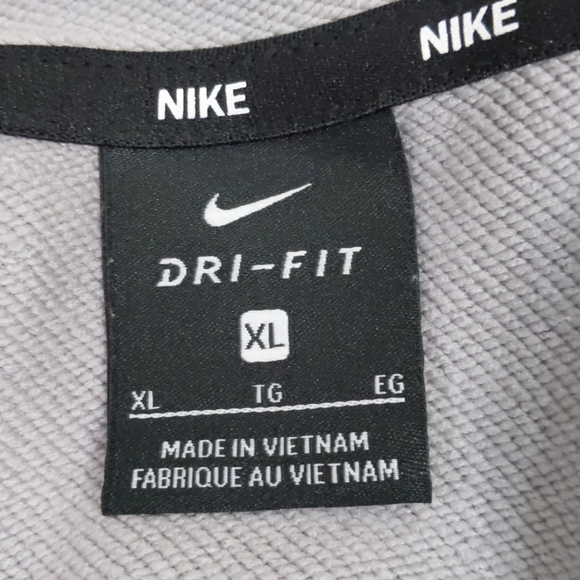 NIKE NIKE
DRI-FIT
XL
XL TG EG
MADE IN VIETNAM
FABRIQUE AU VIETNAM